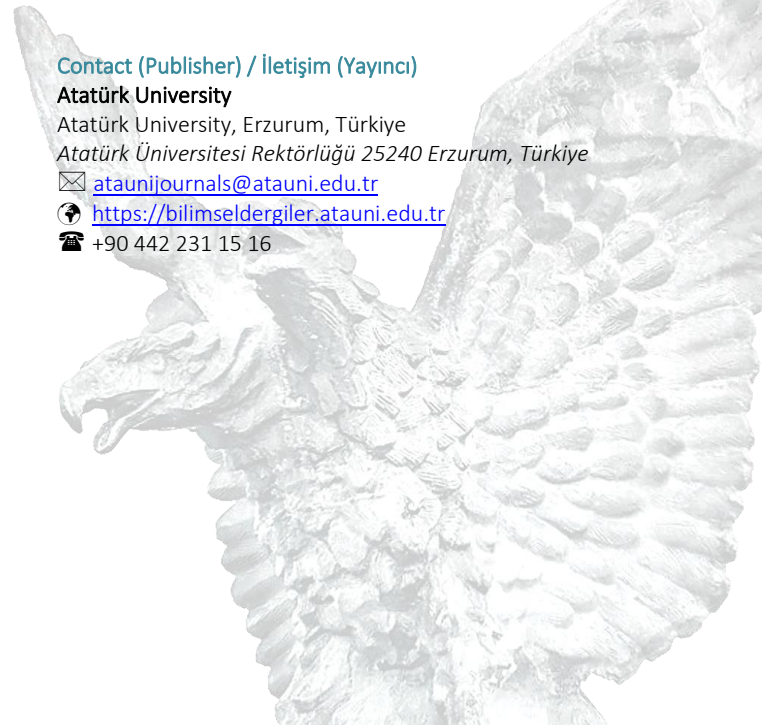 Contact (Publisher) / İletişim (Yayıncı)
Atatürk University
Atatürk University, Erzurum, Türkiye
Atatürk Üniversitesi Rektörlüğü 25240 Erzurum, Türkiye
ataunijournals@atauni.edu.tr
https://bilimseldergiler.atauni.edu.tr
+90 442 231 15 16